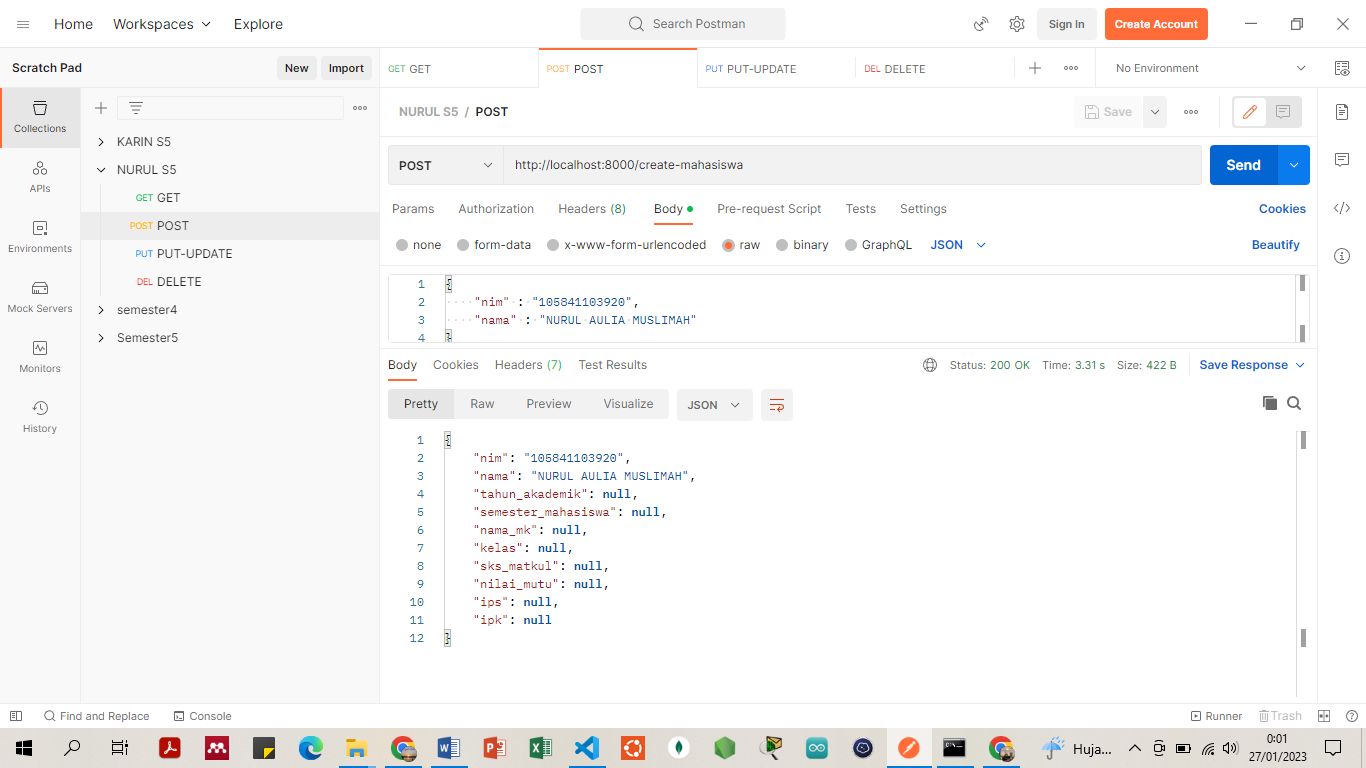 Home Workspaces Explore Search Postman Sign In Create Account
Scratch Pad New Import GET GET POST POST PUT PUT-UPDATE DEL DELETE No Environment
Collections
APIs
Environments
Mock Servers
Monitors
History
KARIN S5
NURUL S5
GET GET
POST POST
PUT PUT-UPDATE
DEL DELETE
semester4
Semester5
NURUL S5 / POST Save
POST http://localhost:8000/create-mahasiswa Send
Params Authorization Headers (8) Body Pre-request Script Tests Settings Cookies
none form-data x-www-form-urlencoded raw binary GraphQL JSON Beautify
1 {
2 "nim" : "105841103920",
3 "nama" : "NURUL AULIA MUSLIMAH"
4 }
Body Cookies Headers (7) Test Results Status: 200 OK Time: 3.31 s Size: 422 B Save Response
Pretty Raw Preview Visualize JSON
1 {
2 "nim": "105841103920",
3 "nama": "NURUL AULIA MUSLIMAH",
4 "tahun_akademik": null,
5 "semester_mahasiswa": null,
6 "nama_mk": null,
7 "kelas": null,
8 "sks_matkul": null,
9 "nilai_mutu": null,
10 "ips": null,
11 "ipk": null
12 }
Find and Replace Console Runner Trash
Huja... 0:01
27/01/2023